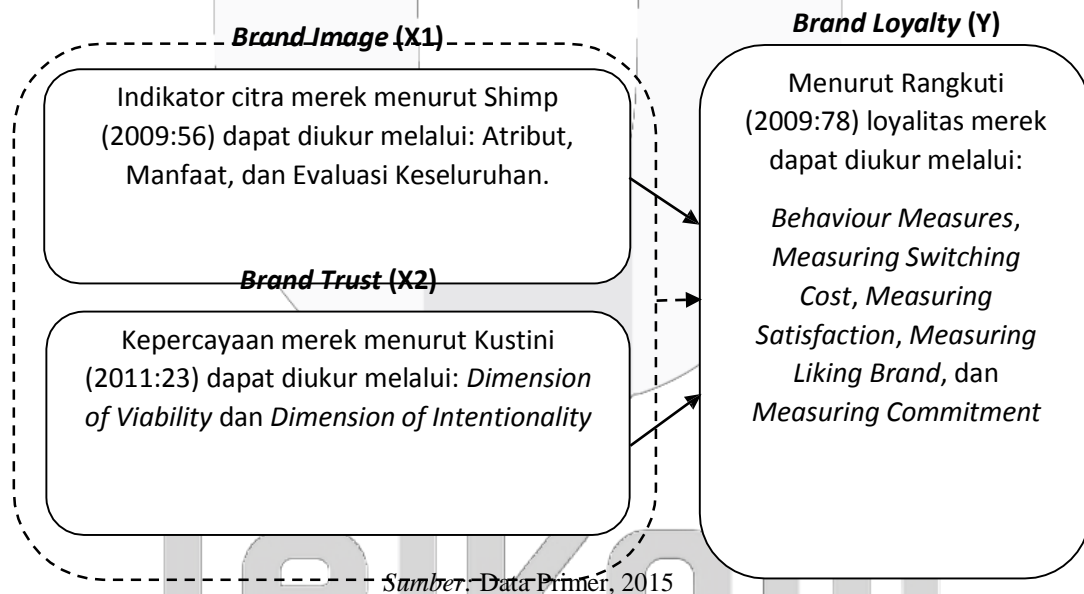 Brand Image (X1)
Indikator citra merek menurut Shimp
(2009:56) dapat diukur melalui: Atribut,
Manfaat, dan Evaluasi Keseluruhan.
Brand Trust (X2)
Kepercayaan merek menurut Kustini
(2011:23) dapat diukur melalui: Dimension
of Viability dan Dimension of Intentionality
Brand Loyalty (Y)
Menurut Rangkuti
(2009:78) loyalitas merek
dapat diukur melalui:
Behaviour Measures,
Measuring Switching
Cost, Measuring
Satisfaction, Measuring
Liking Brand, dan
Measuring Commitment
Sumber: Data Primer, 2015